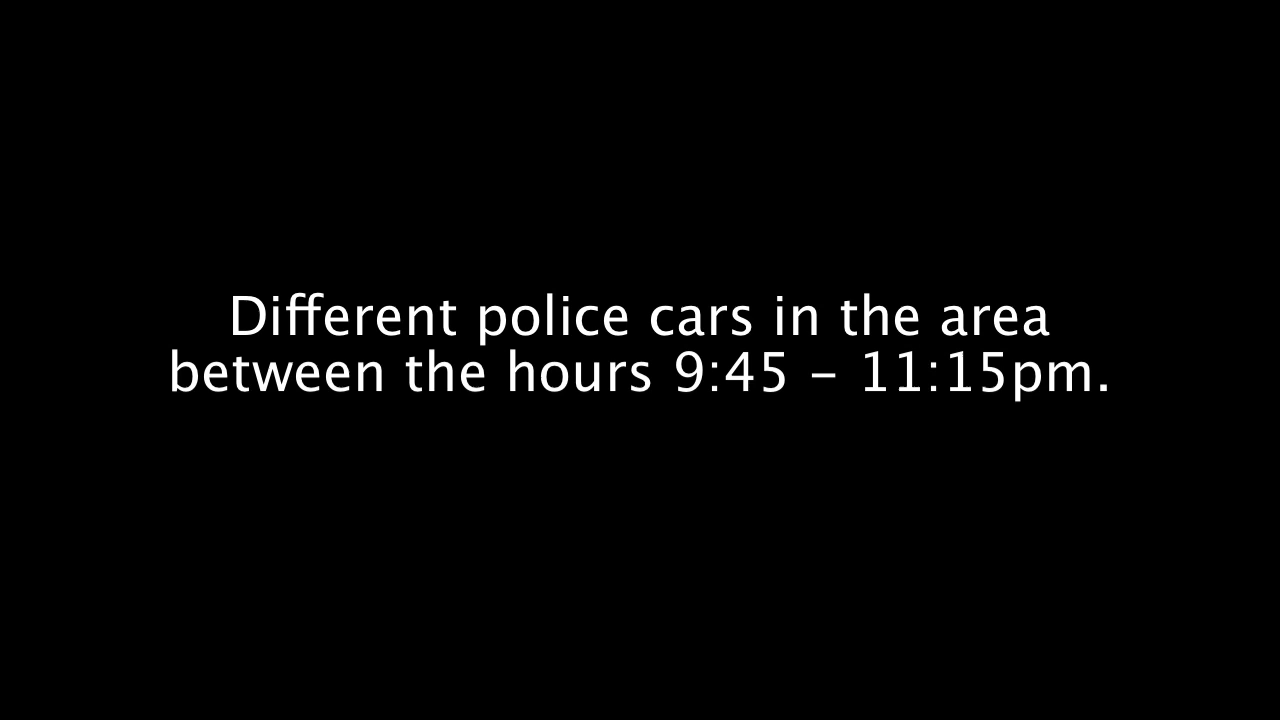 Different police cars in the area
between the hours 9:45 – 11:15pm.